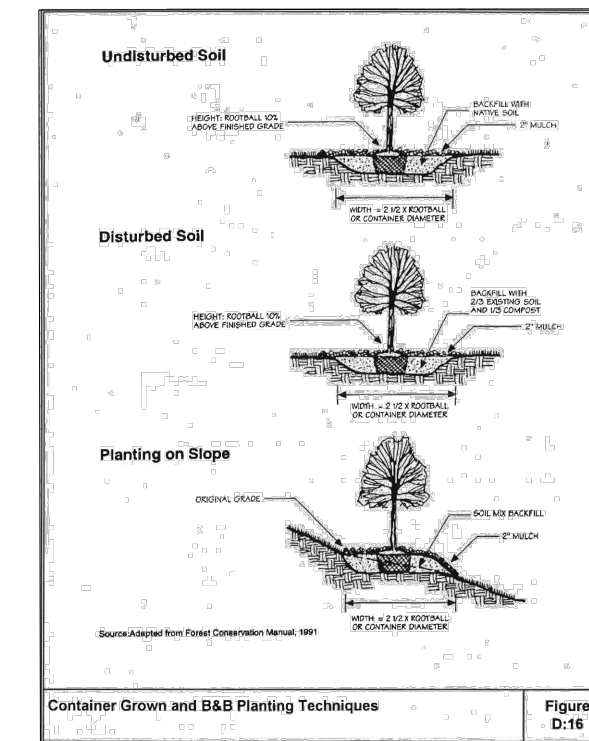 Undisturbed Soil
HEIGHT: ROOTBALL 10%
ABOVE FINISHED GRADE
BACKFILL WITH
NATIVE SOIL
2" MULCH
WIDTH = 2 1/2 X ROOTBALL
OR CONTAINER DIAMETER
Disturbed Soil
HEIGHT: ROOTBALL 10%
ABOVE FINISHED GRADE
BACKFILL WITH
2/3 EXISTING SOIL
AND 1/3 COMPOST
2" MULCH
WIDTH = 2 1/2 X ROOTBALL
OR CONTAINER DIAMETER
Planting on Slope
ORIGINAL GRADE
SOIL MIX BACKFILL
2" MULCH
WIDTH = 2 1/2 X ROOTBALL
OR CONTAINER DIAMETER
Source:Adapted from Forest Conservation Manual, 1991
Container Grown and B&B Planting Techniques
Figure
D:16